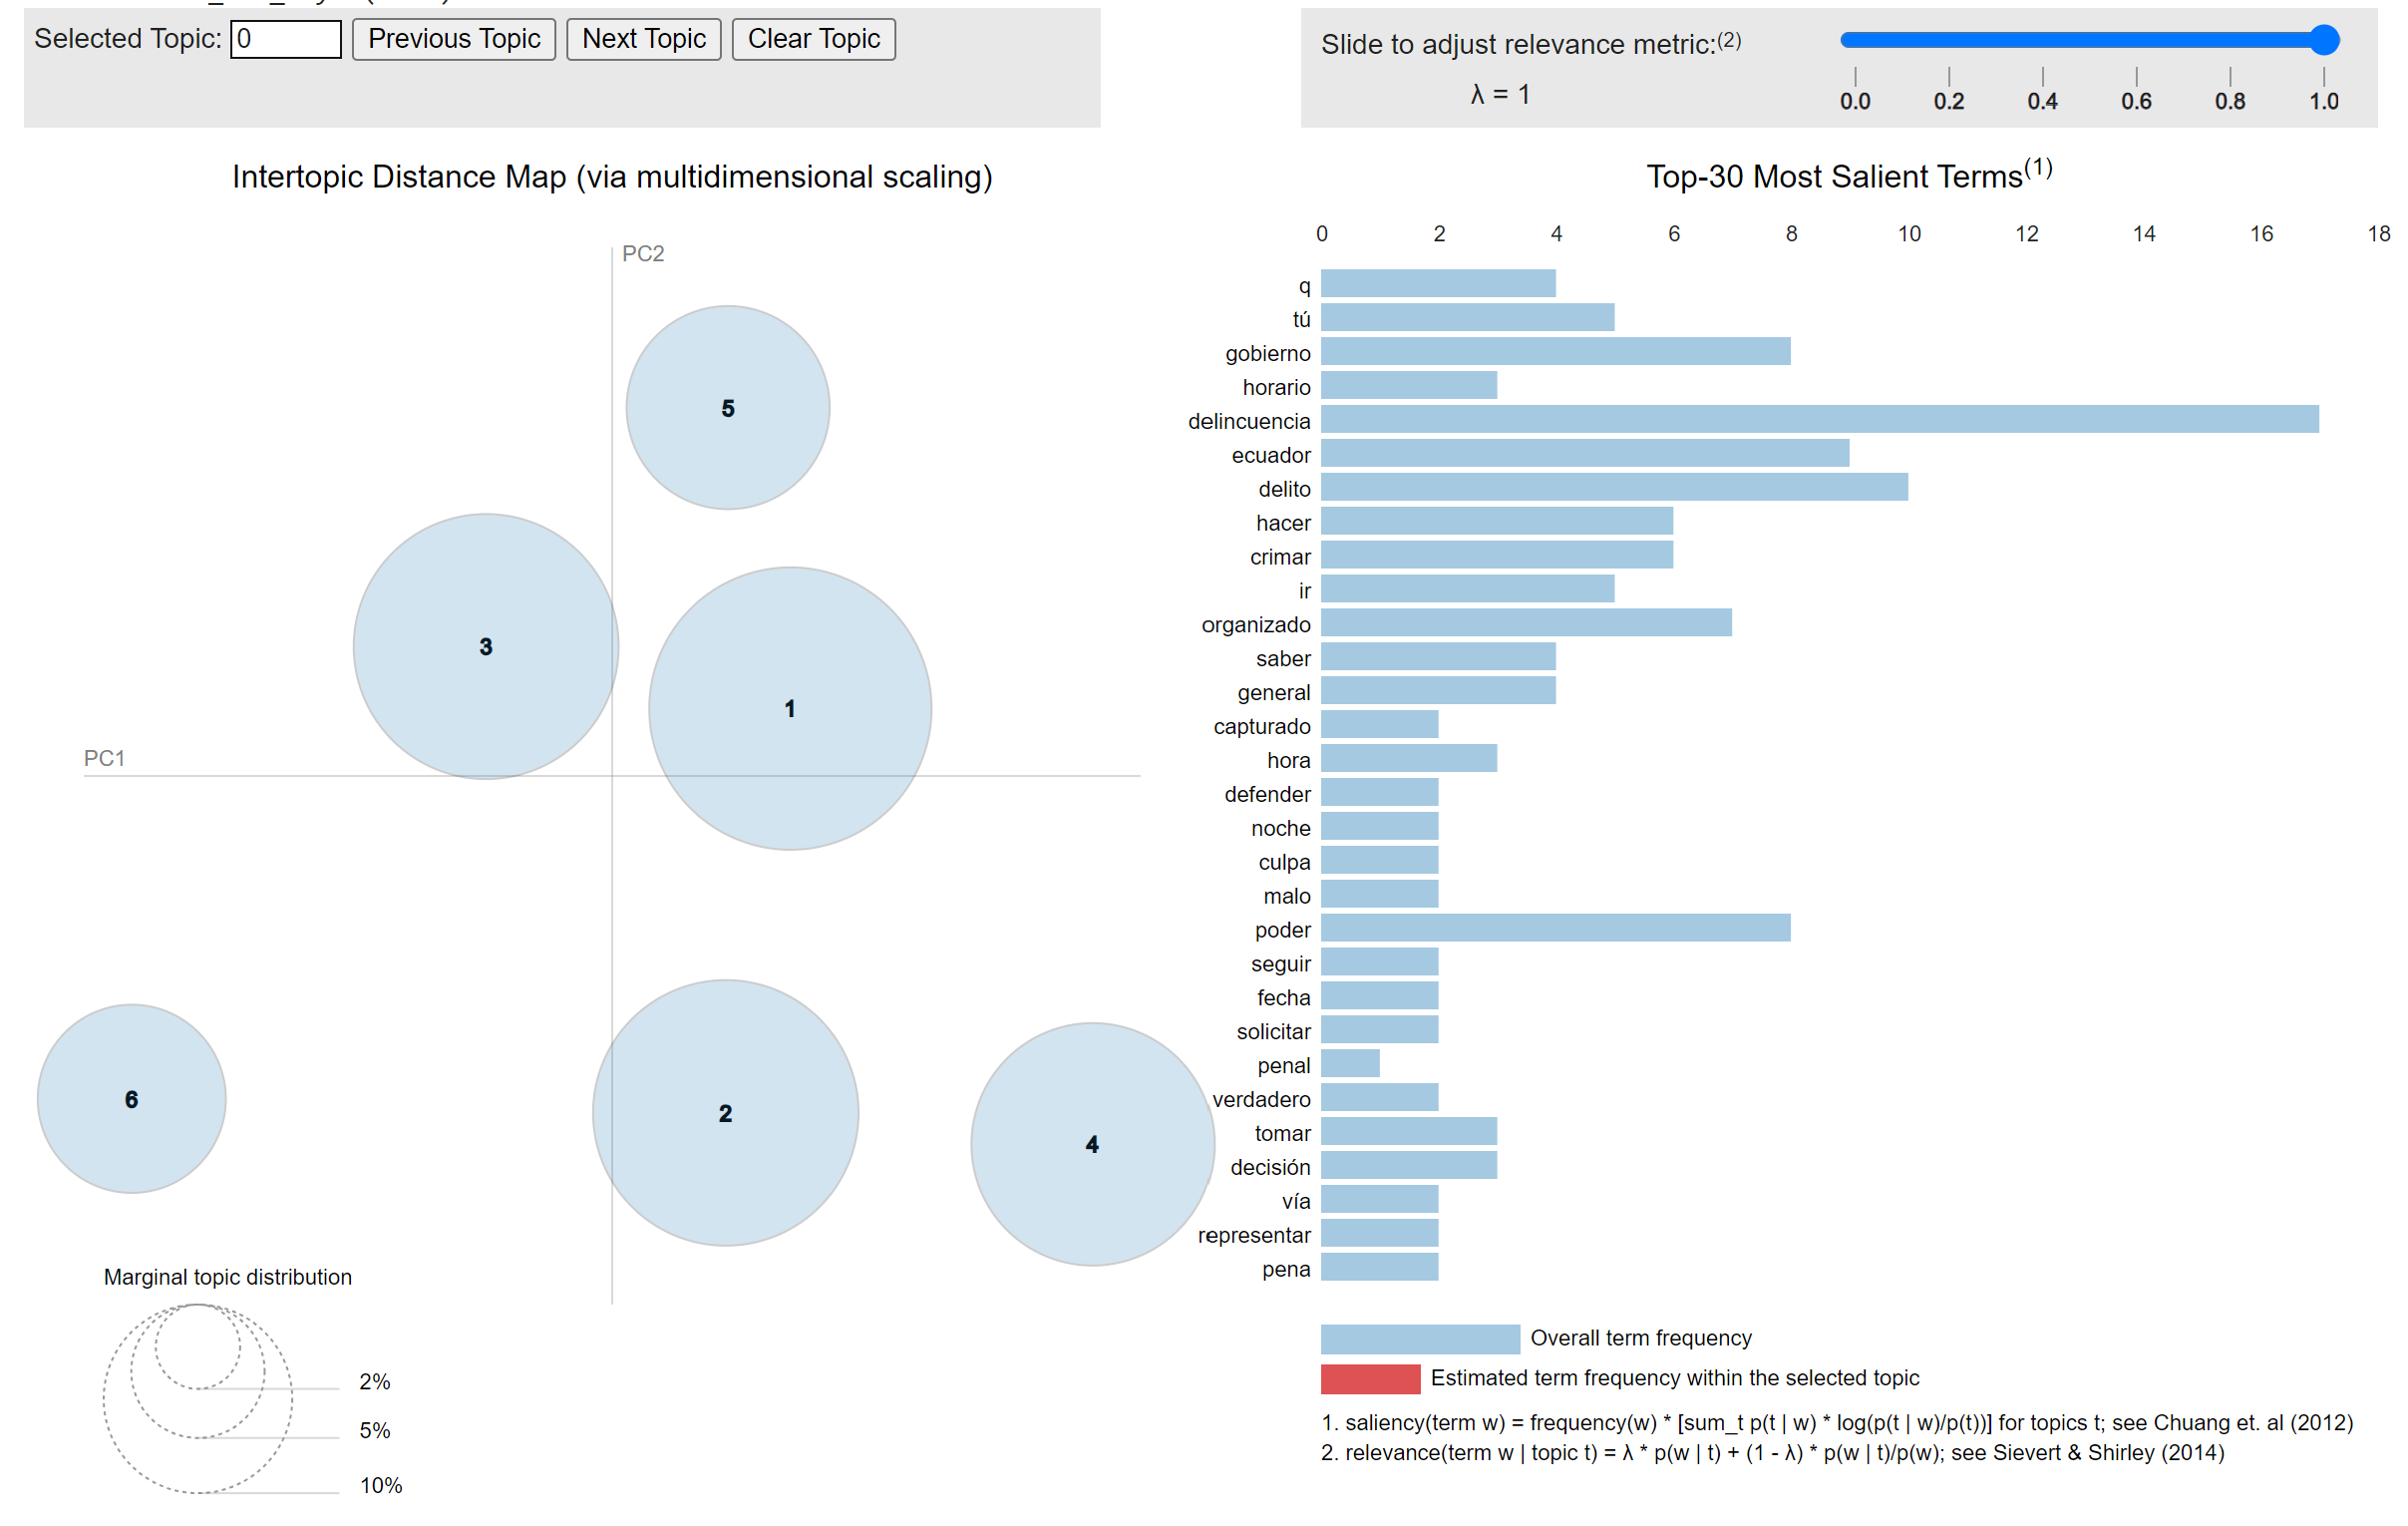 Selected Topic: 0 Previous Topic Next Topic Clear Topic
Slide to adjust relevance metric:(2)
λ = 1
0.0 0.2 0.4 0.6 0.8 1.0
Intertopic Distance Map (via multidimensional scaling)
PC2
PC1
5
3
1
6
2
4
Marginal topic distribution
2%
5%
10%
Top-30 Most Salient Terms(1)
0 2 4 6 8 10 12 14 16 18
q
tú
gobierno
horario
delincuencia
ecuador
delito
hacer
crimar
ir
organizado
saber
general
capturado
hora
defender
noche
culpa
malo
poder
seguir
fecha
solicitar
penal
verdadero
tomar
decisión
vía
representar
pena
Overall term frequency
Estimated term frequency within the selected topic
1. saliency(term w) = frequency(w) * [sum_t p(t | w) * log(p(t | w)/p(t))] for topics t; see Chuang et. al (2012)
2. relevance(term w | topic t) = λ * p(w | t) + (1 - λ) * p(w | t)/p(w); see Sievert & Shirley (2014)